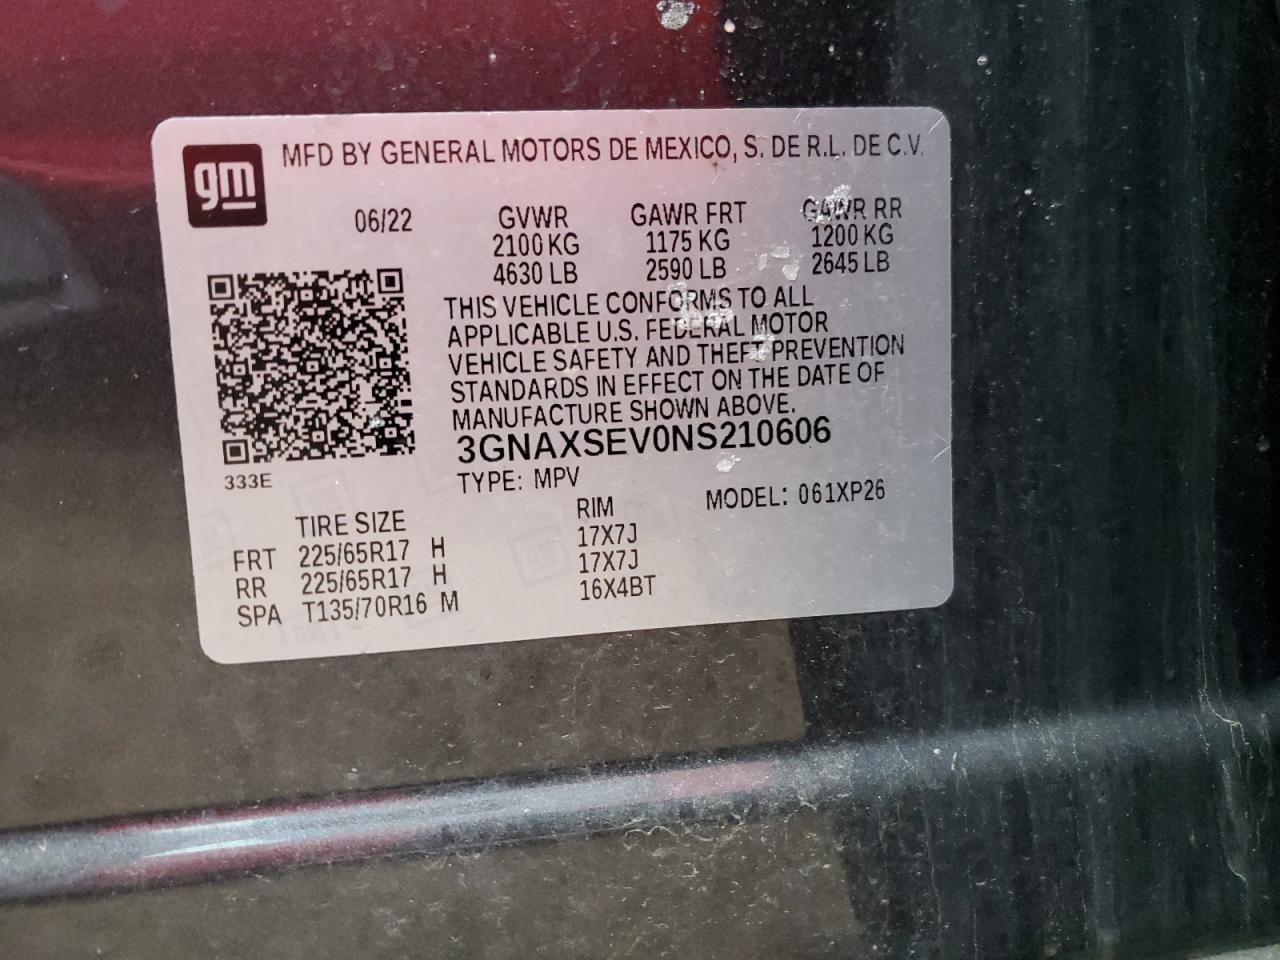 gm
MFD BY GENERAL MOTORS DE MEXICO, S. DE R.L. DE C.V.
06/22 GVWR GAWR FRT GAWR RR
2100 KG 1175 KG 1200 KG
4630 LB 2590 LB 2645 LB
THIS VEHICLE CONFORMS TO ALL
APPLICABLE U.S. FEDERAL MOTOR
VEHICLE SAFETY AND THEFT PREVENTION
STANDARDS IN EFFECT ON THE DATE OF
MANUFACTURE SHOWN ABOVE.
3GNAXSEV0NS210606
333E
TYPE: MPV MODEL: 061XP26
TIRE SIZE RIM
FRT 225/65R17 H 17X7J
RR 225/65R17 H 17X7J
SPA T135/70R16 M 16X4BT